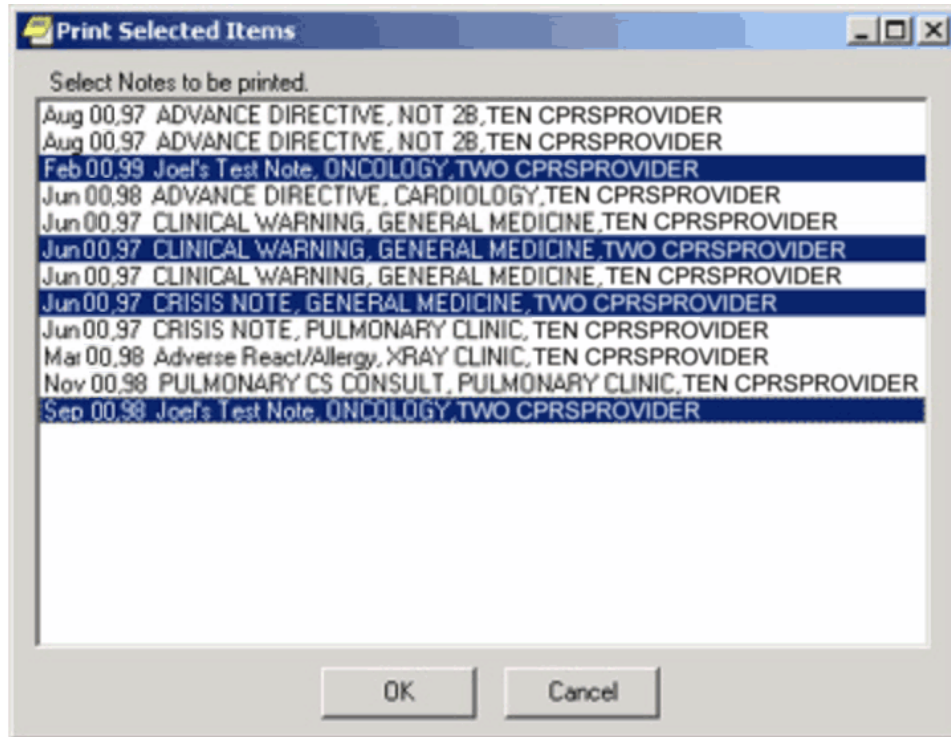 Print Selected Items
Select Notes to be printed.
Aug 00,97 ADVANCE DIRECTIVE, NOT 2B,TEN CPRSPROVIDER
Aug 00,97 ADVANCE DIRECTIVE, NOT 2B,TEN CPRSPROVIDER
Feb 00,99 Joel's Test Note, ONCOLOGY,TWO CPRSPROVIDER
Jun 00,98 ADVANCE DIRECTIVE, CARDIOLOGY,TEN CPRSPROVIDER
Jun 00,97 CLINICAL WARNING, GENERAL MEDICINE,TEN CPRSPROVIDER
Jun 00,97 CLINICAL WARNING, GENERAL MEDICINE,TWO CPRSPROVIDER
Jun 00,97 CLINICAL WARNING, GENERAL MEDICINE, TEN CPRSPROVIDER
Jun 00,97 CRISIS NOTE, GENERAL MEDICINE, TWO CPRSPROVIDER
Jun 00,97 CRISIS NOTE, PULMONARY CLINIC, TEN CPRSPROVIDER
Mar 00,98 Adverse React/Allergy, XRAY CLINIC, TEN CPRSPROVIDER
Nov 00,98 PULMONARY CS CONSULT, PULMONARY CLINIC, TEN CPRSPROVIDER
Sep 00,98 Joel's Test Note, ONCOLOGY,TWO CPRSPROVIDER
OK Cancel